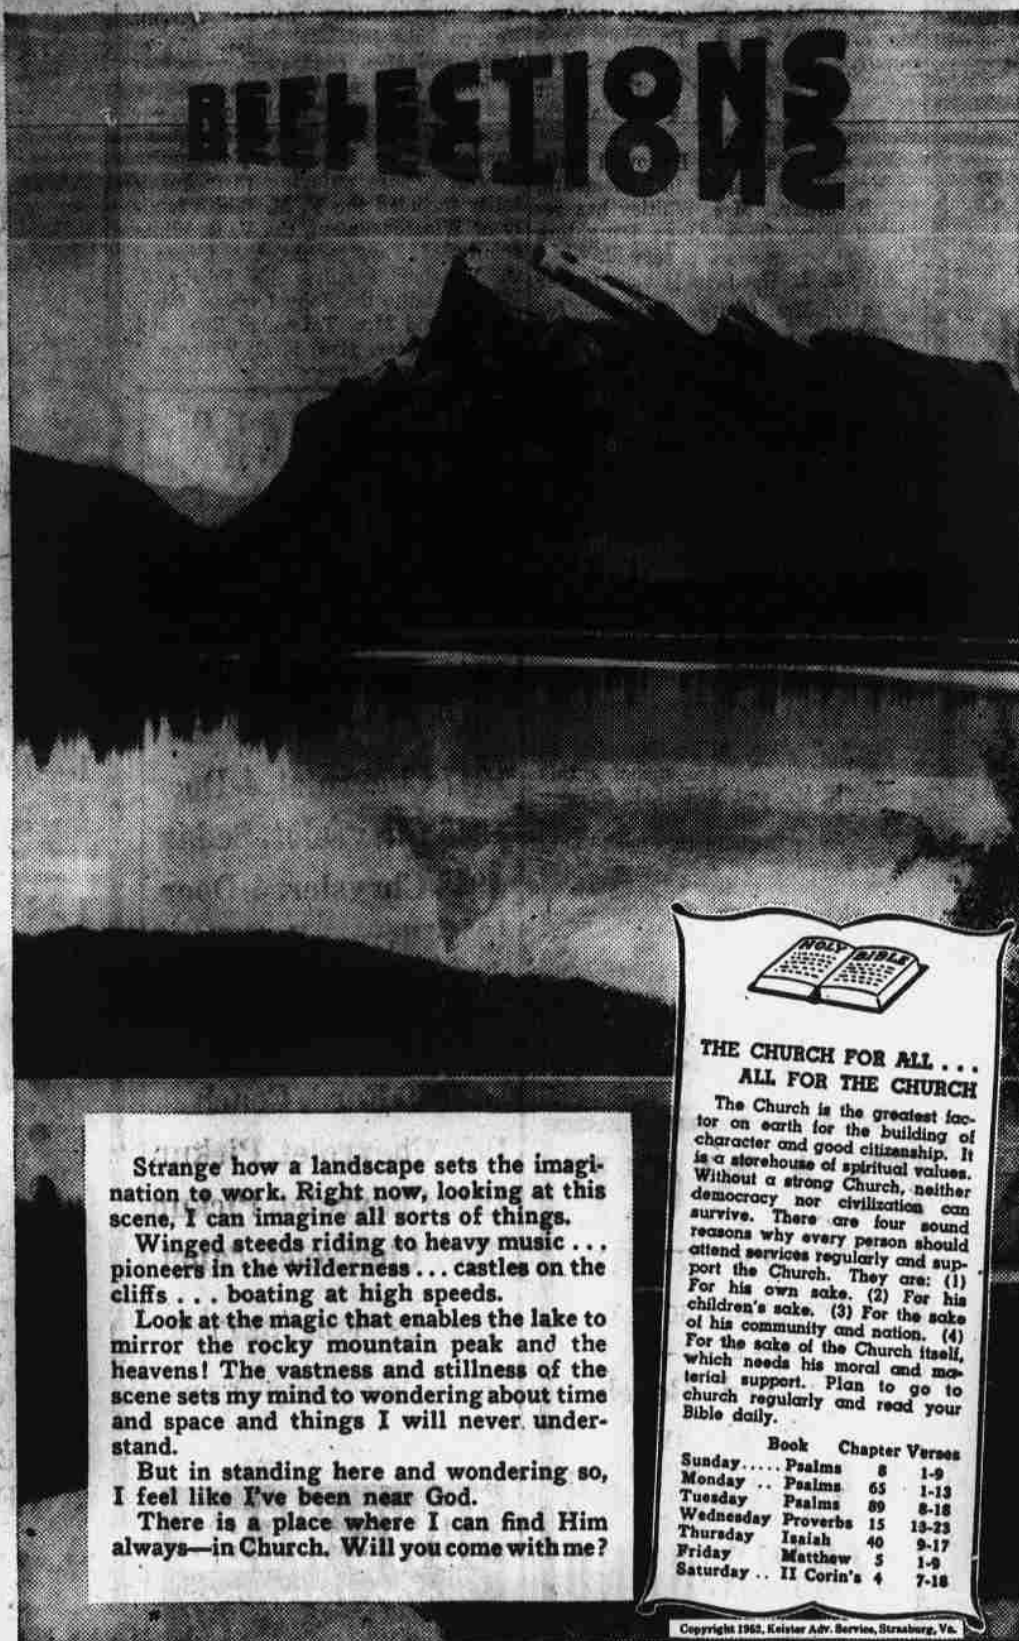 REFLECTIONS
Strange how a landscape sets the imagi-
nation to work. Right now, looking at this
scene, I can imagine all sorts of things.
Winged steeds riding to heavy music ...
pioneers in the wilderness ... castles on the
cliffs . . . boating at high speeds.
Look at the magic that enables the lake to
mirror the rocky mountain peak and the
heavens! The vastness and stillness of the
scene sets my mind to wondering about time
and space and things I will never under-
stand.
But in standing here and wondering so,
I feel like I've been near God.
There is a place where I can find Him
always—in Church. Will you come with me?
HOLY BIBLE
THE CHURCH FOR ALL . . .
ALL FOR THE CHURCH
The Church is the greatest fac-
tor on earth for the building of
character and good citizenship. It
is a storehouse of spiritual values.
Without a strong Church, neither
democracy nor civilization can
survive. There are four sound
reasons why every person should
attend services regularly and sup-
port the Church. They are: (1)
For his own sake. (2) For his
children's sake. (3) For the sake
of his community and nation. (4)
For the sake of the Church itself,
which needs his moral and ma-
terial support. Plan to go to
church regularly and read your
Bible daily.
Book Chapter Verses
Sunday..... Psalms 8 1-9
Monday .. Psalms 65 1-13
Tuesday Psalms 89 8-18
Wednesday Proverbs 15 13-23
Thursday Isaiah 40 9-17
Friday Matthew 5 1-9
Saturday .. II Corin's 4 7-18
Copyright Keister Adv. Service, Strasburg, Va.